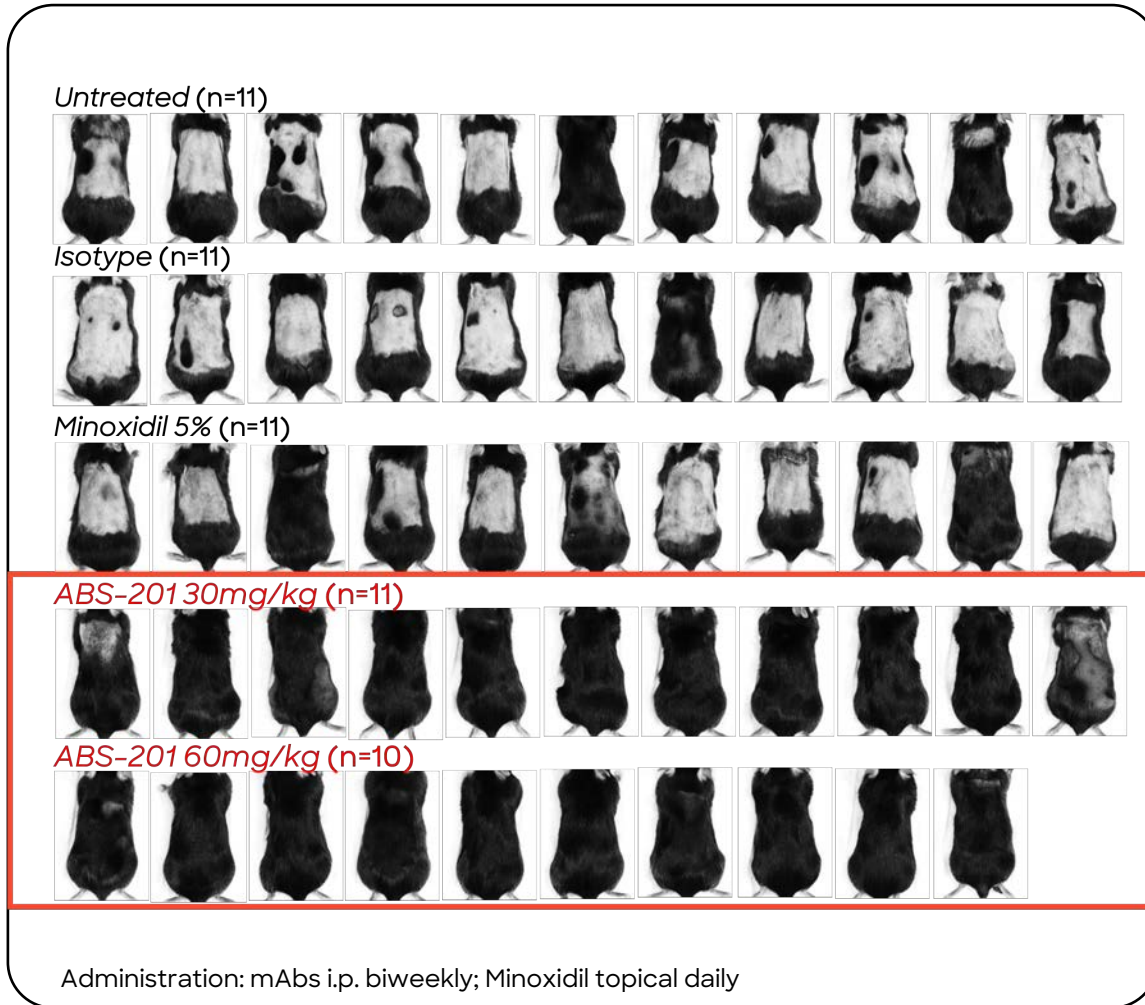 Untreated (n=11)
Isotype (n=11)
Minoxidil 5% (n=11)
ABS-201 30mg/kg (n=11)
ABS-201 60mg/kg (n=10)
Administration: mAbs i.p. biweekly; Minoxidil topical daily